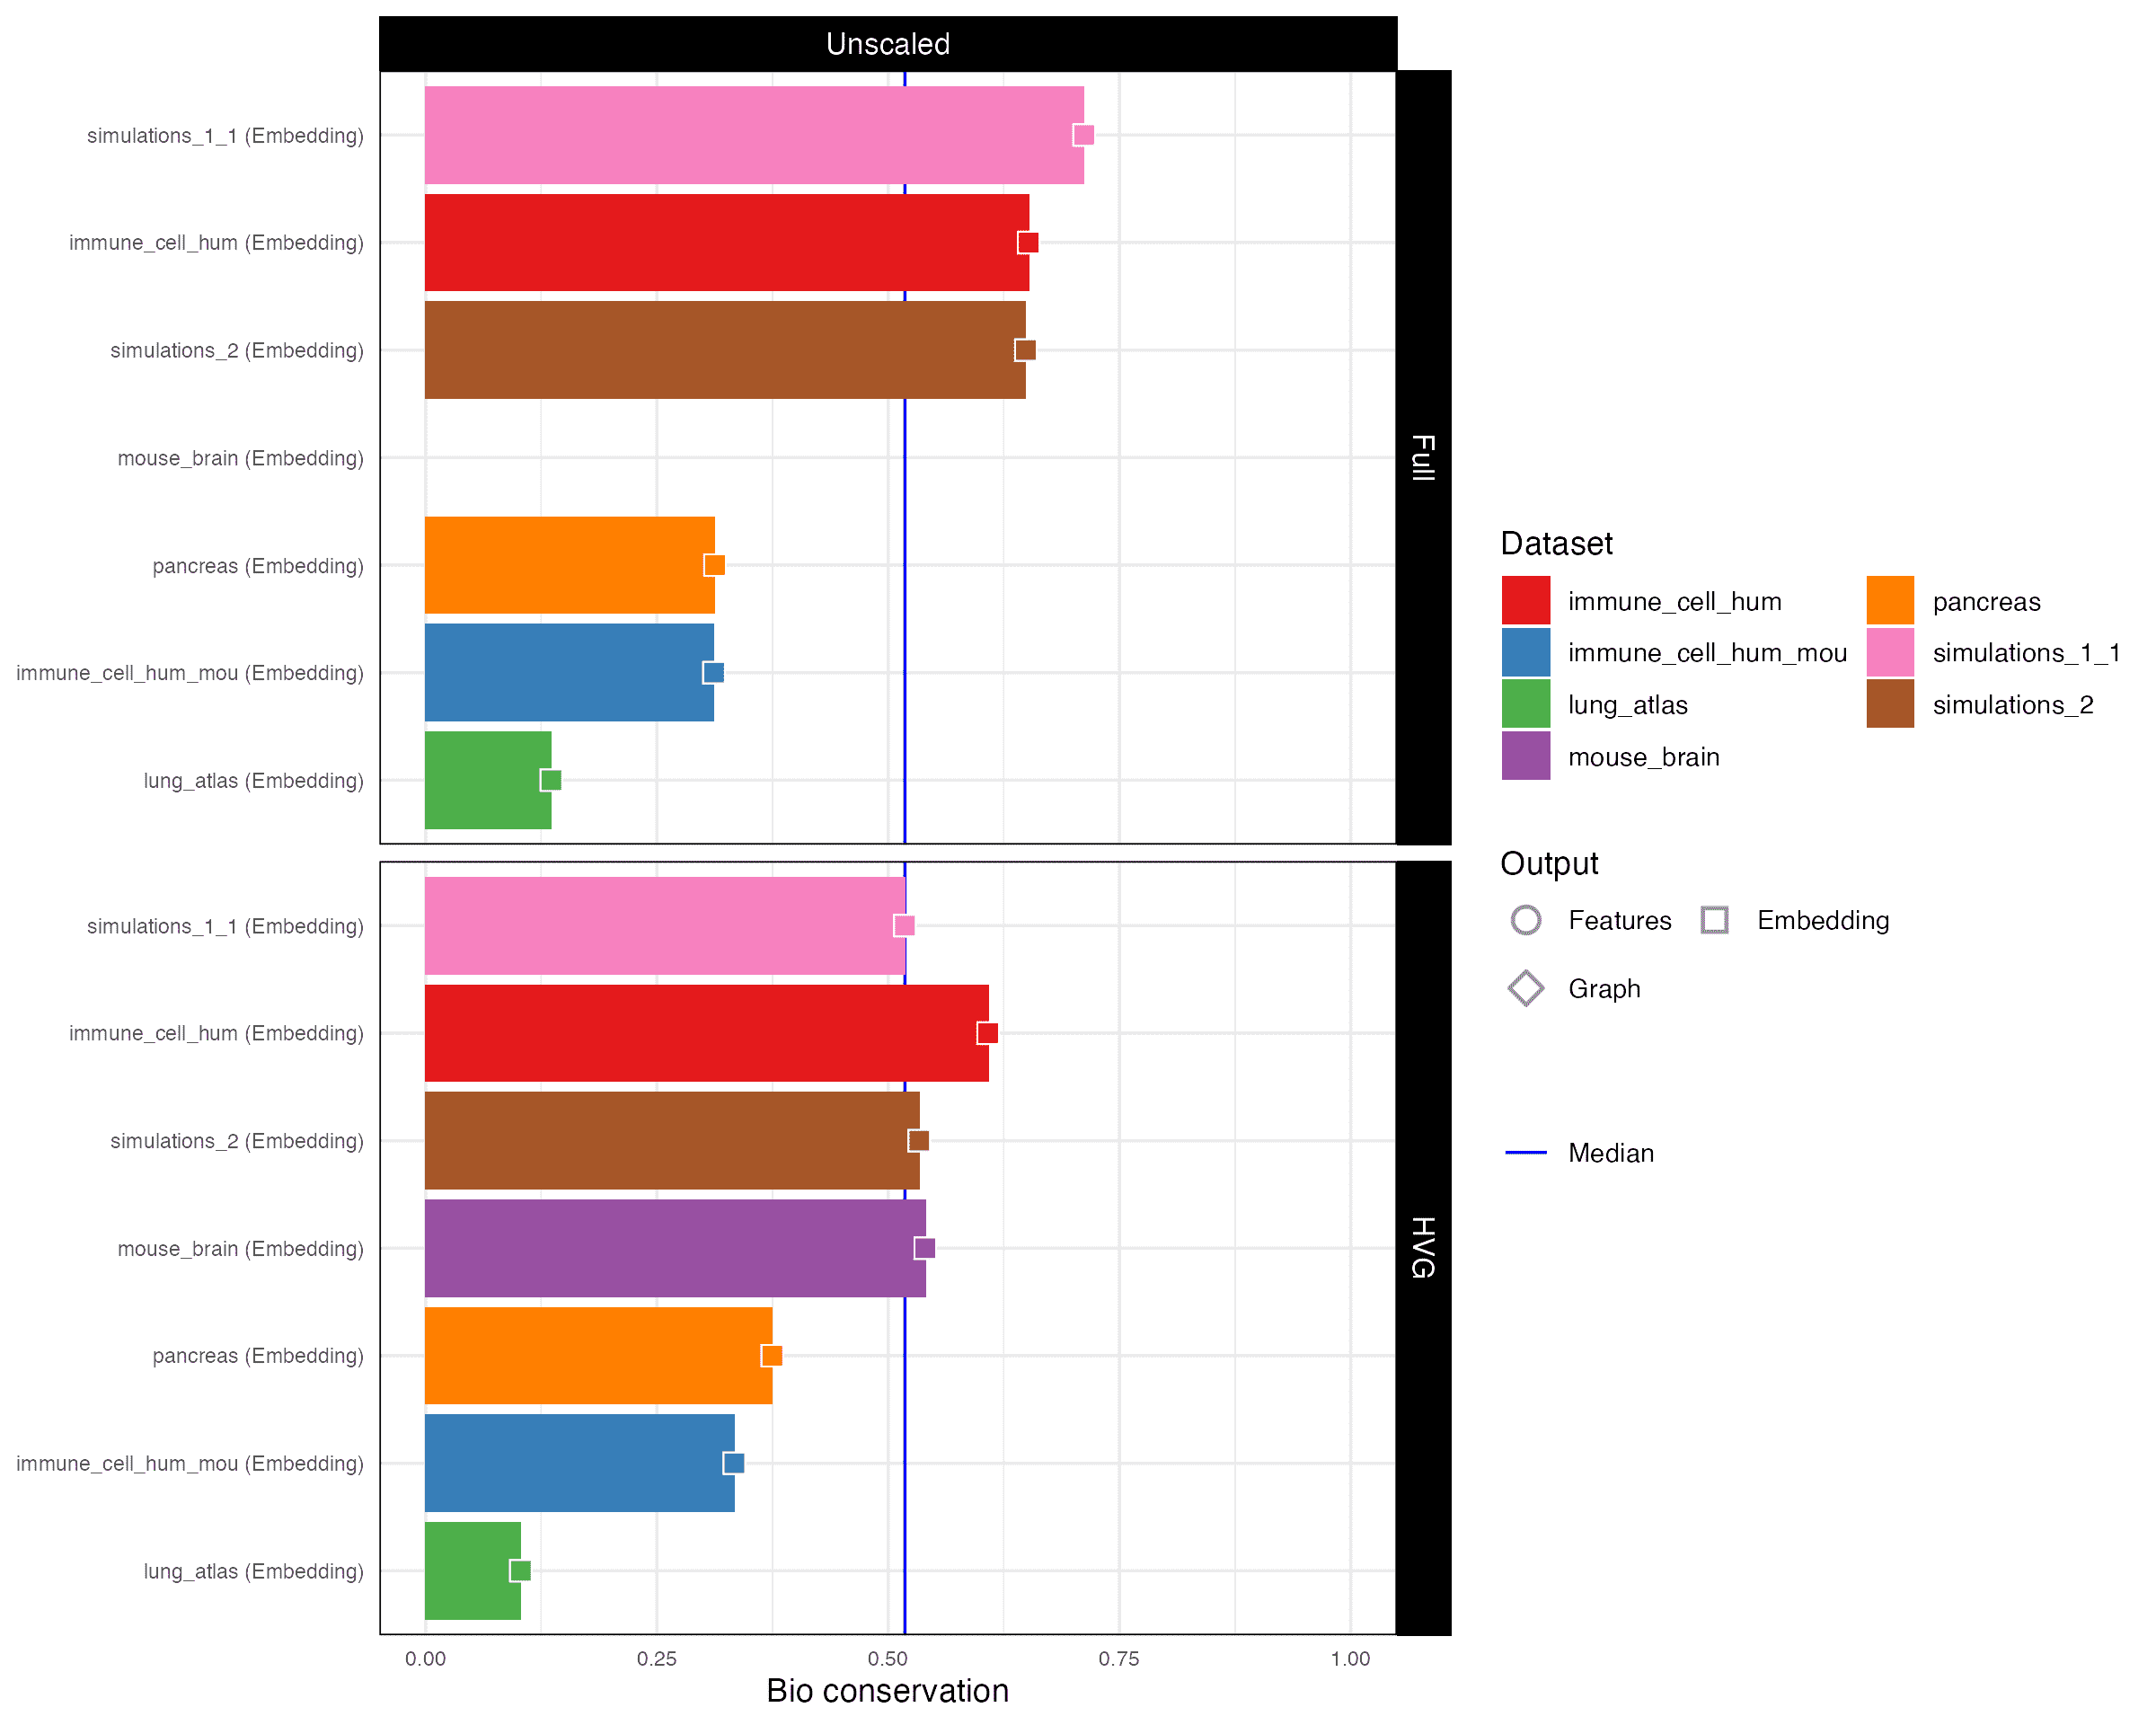 Unscaled
simulations_1_1 (Embedding)
immune_cell_hum (Embedding)
simulations_2 (Embedding)
mouse_brain (Embedding)
pancreas (Embedding)
immune_cell_hum_mou (Embedding)
lung_atlas (Embedding)
Full
simulations_1_1 (Embedding)
immune_cell_hum (Embedding)
simulations_2 (Embedding)
mouse_brain (Embedding)
pancreas (Embedding)
immune_cell_hum_mou (Embedding)
lung_atlas (Embedding)
HVG
0.00 0.25 0.50 0.75 1.00
Bio conservation
Dataset
immune_cell_hum pancreas
immune_cell_hum_mou simulations_1_1
lung_atlas simulations_2
mouse_brain
Output
Features Embedding
Graph
Median